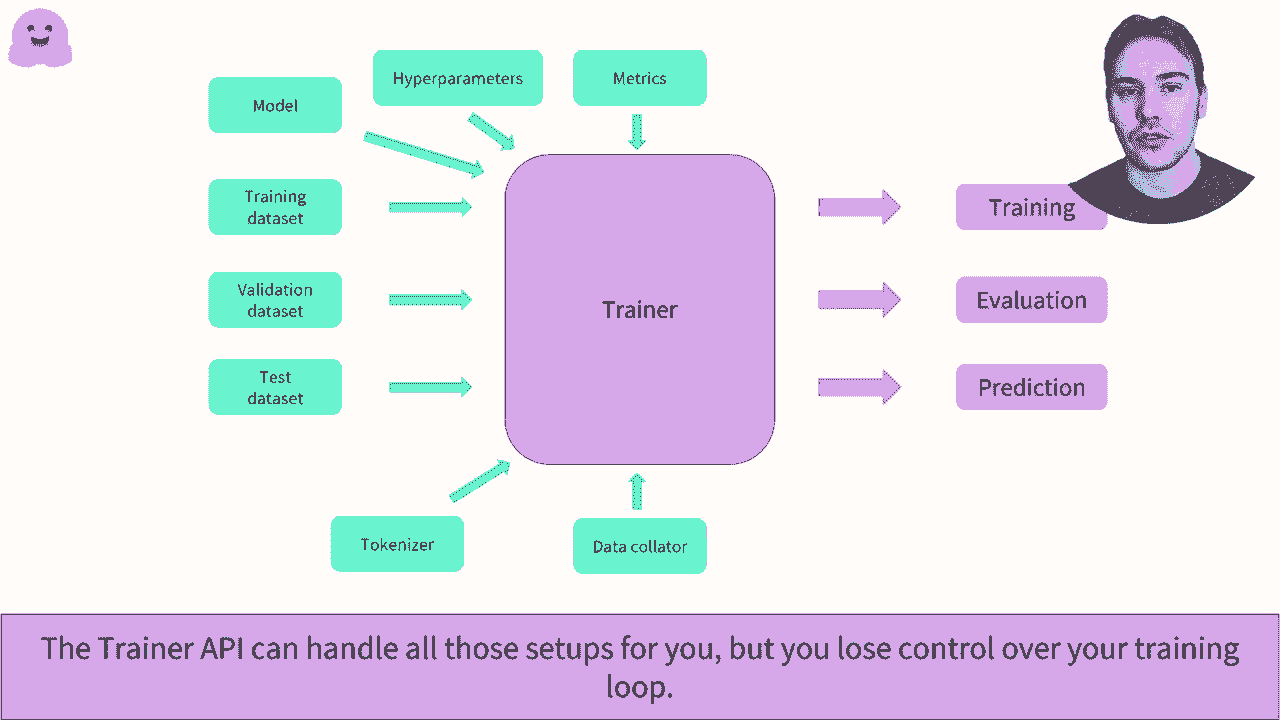 Hyperparameters
Metrics
Model
Training
dataset
Training
Validation
dataset
Evaluation
Trainer
Test
dataset
Prediction
Tokenizer
Data collator
The Trainer API can handle all those setups for you, but you lose control over your training
loop.